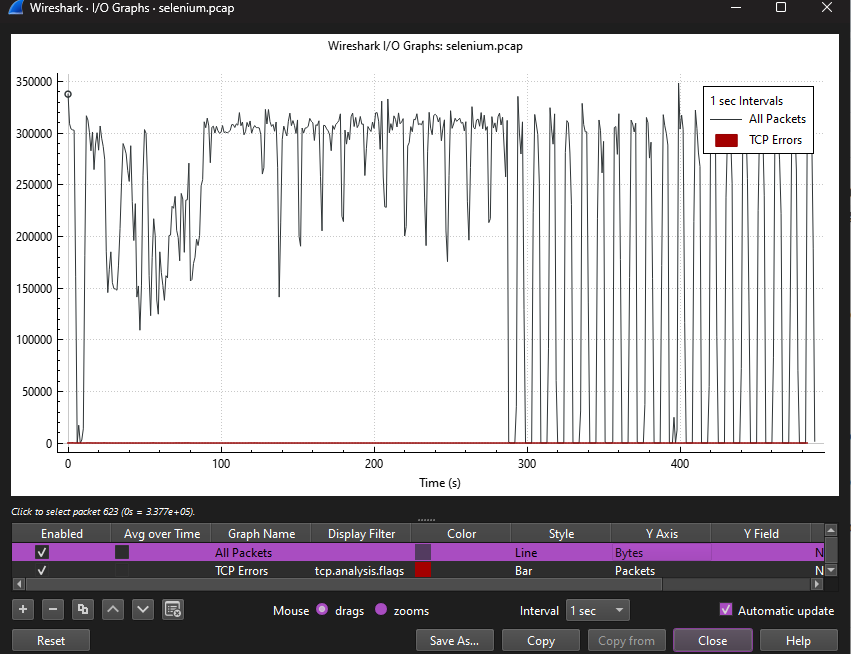 Wireshark · I/O Graphs · selenium.pcap
Wireshark I/O Graphs: selenium.pcap
350000
300000
250000
200000
150000
100000
50000
0
1 sec Intervals
All Packets
TCP Errors
0 100 200 300 400
Time (s)
Click to select packet 623 (0s = 3.377e+05).
Enabled Avg over Time Graph Name Display Filter Color Style Y Axis Y Field
All Packets Line Bytes N
TCP Errors tcp.analysis.flags Bar Packets N
Mouse drags zooms Interval 1 sec Automatic update
Reset Save As... Copy Copy from Close Help